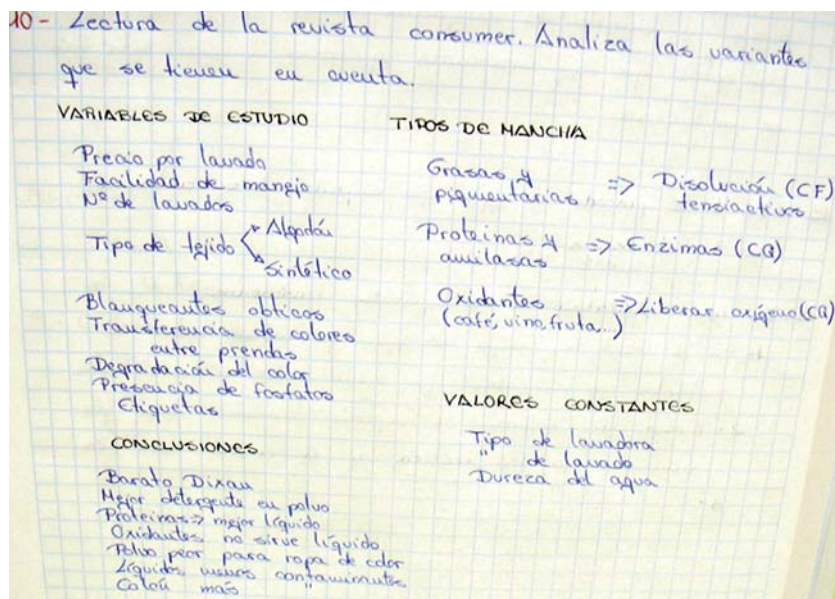 10- Lectura de la revista consumer. Analiza las variantes
que se tienen en cuenta.
VARIABLES DE ESTUDIO
Precio por lavado
Facilidad de manejo
Nº de lavados
Tipo de tejido
Algodón
Sintético
Blanqueantes obticos
Transferencia de colores
entre prendas
Degradación del color
Presencia de fosfatos
Etiquetas
TIPOS DE MANCHA
Grasas y
pigmentarias
=> Disolución (CF)
tensiactivos
Proteinas y
amilasas
=> Enzimas (CQ)
Oxidantes
(café, vino, fruta...)
=> Liberar oxígeno (CQ)
VALORES CONSTANTES
Tipo de lavadora
" de lavado
Dureza del agua
CONCLUSIONES
Barato Dixan
Mejor detergente en polvo
Proteinas => mejor líquido
Oxidantes no sirve líquido
Polvo peor para ropa de color
Líquidos menos contaminantes
Colón más "